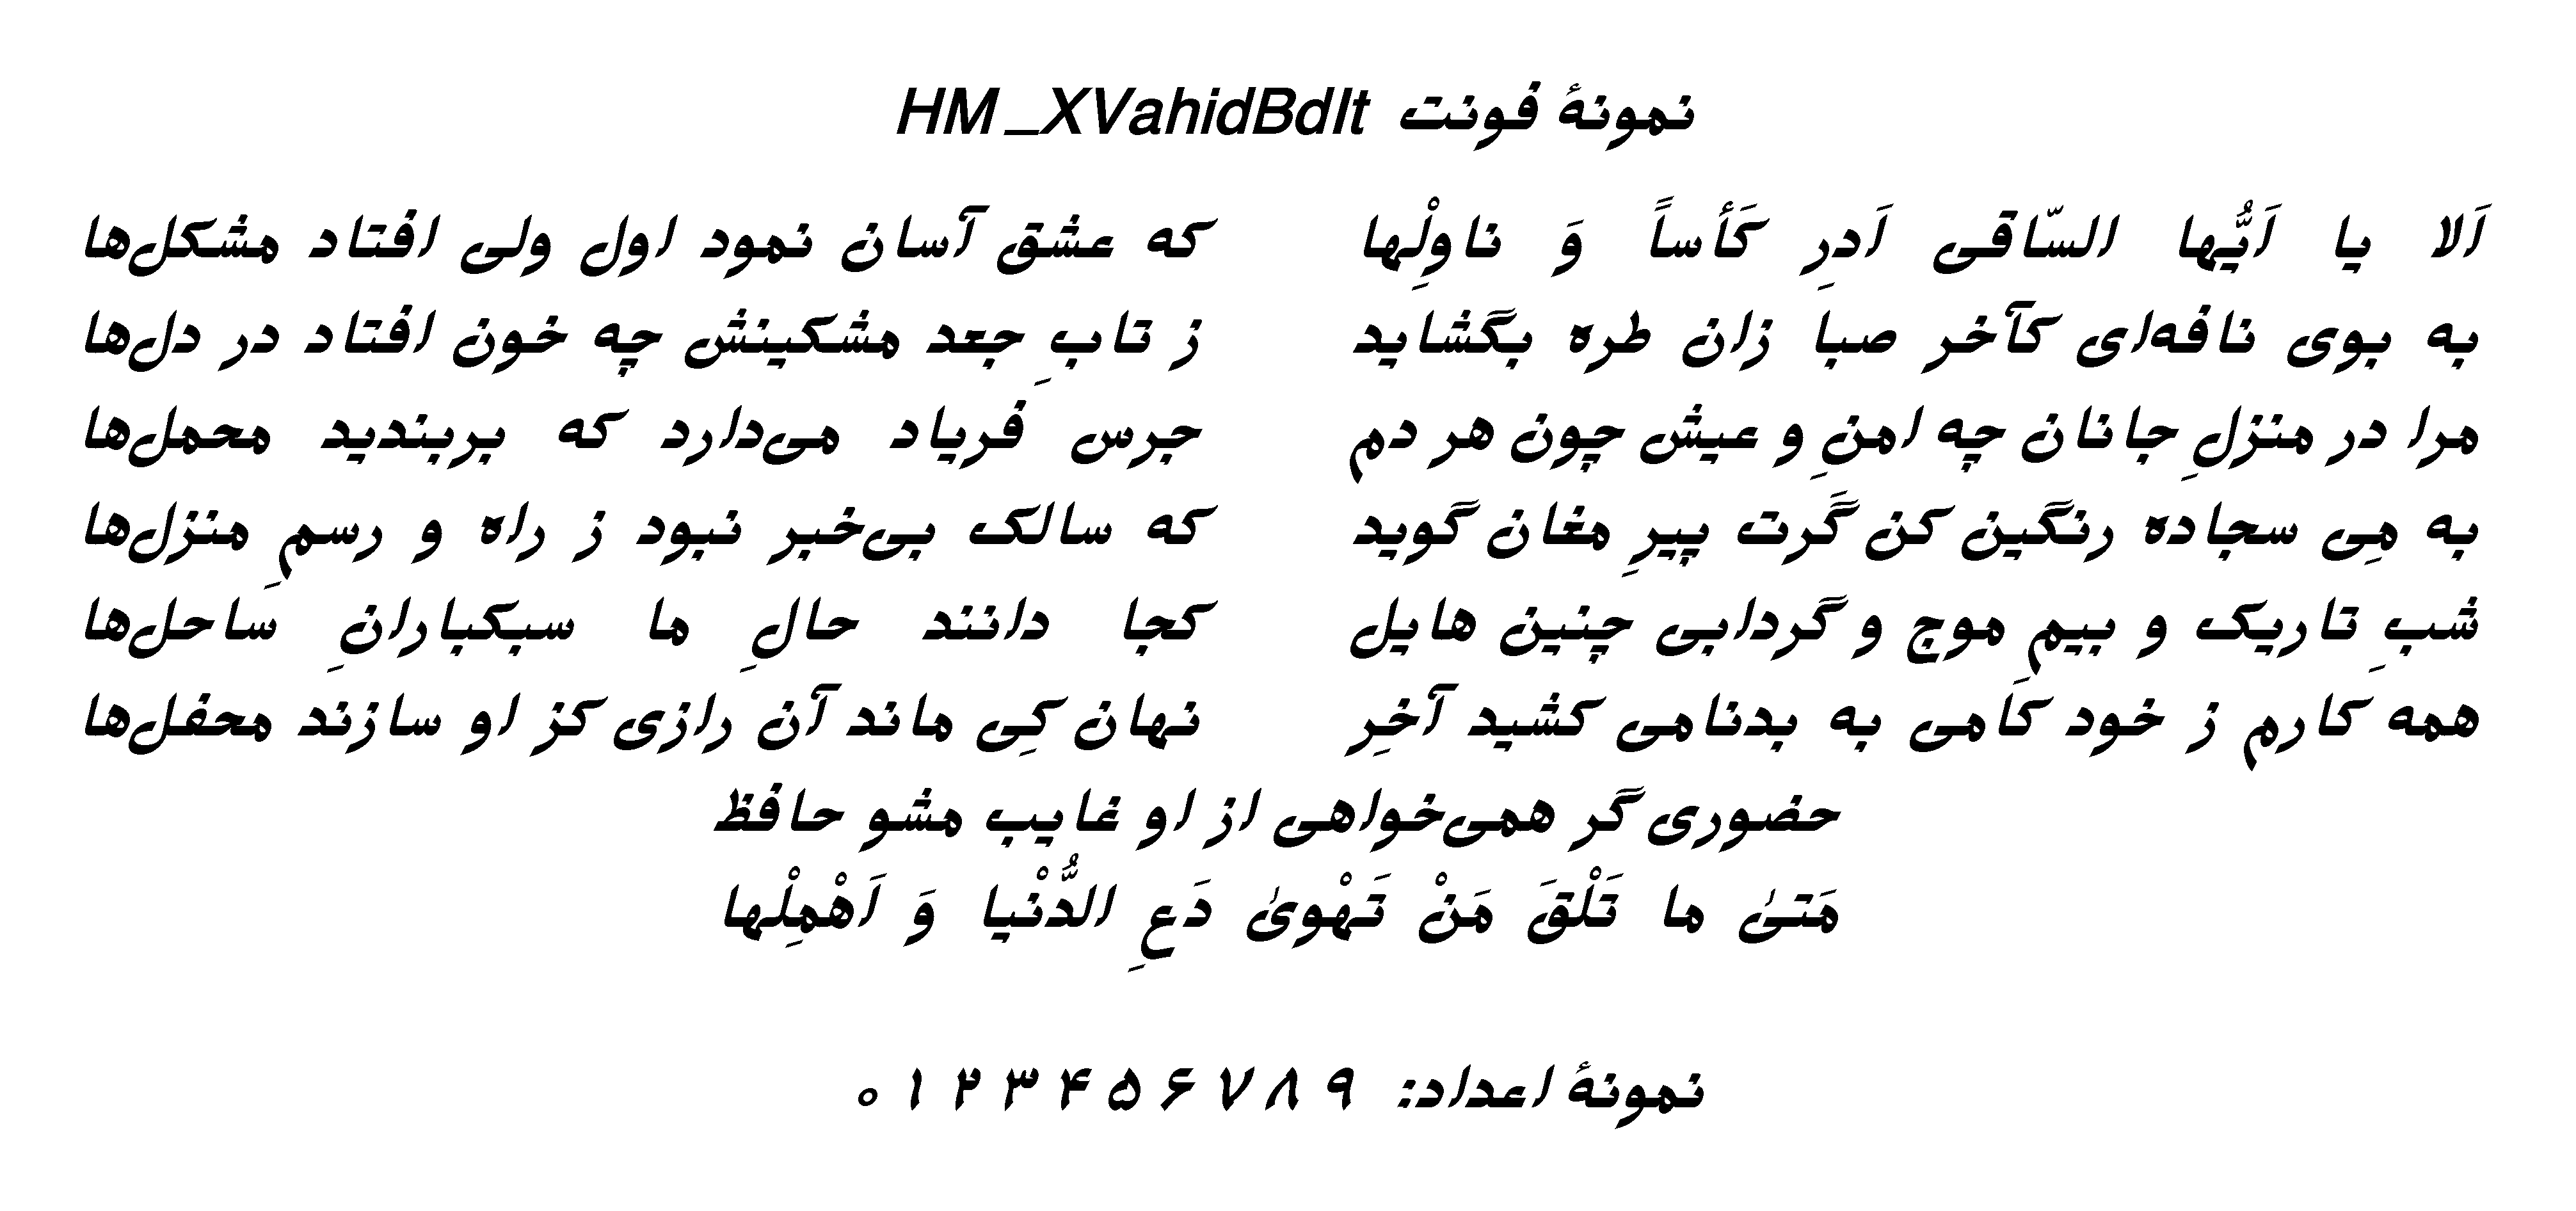 نمونهٔ فونت HM_XVahidBdIt
اَلا یا اَیُّها السّاقی اَدرِ کَأساً وَ ناوِلْها که عشق آسان نمود اول ولی افتاد مشکل‌ها
به بوی نافه‌ای کآخر صبا زان طره بگشاید ز تابِ جعد مشکینش چه خون افتاد در دل‌ها
مرا در منزلِ جانان چه امنِ و عیش چون هر دم جرس فریاد می‌دارد که بربندید محمل‌ها
به مِی سجاده رنگین کن گَرت پیرِ مغان گوید که سالک بی‌خبر نبود ز راه و رسمِ منزل‌ها
شبِ تاریک و بیمِ موج و گردابی چنین هایل کجا دانند حالِ ما سبکبارانِ ساحل‌ها
همه کارم ز خود کامی به بدنامی کشید آخِر نهان کِی ماند آن رازی کز او سازند محفل‌ها
حضوری گر همی‌خواهی از او غایب مشو حافظ
مَتیٰ ما تَلْقَ مَنْ تَهْویٰ دَعِ الدُّنْیا وَ اَهْمِلْها
نمونهٔ اعداد: ۹ ۸ ۷ ۶ ۵ ۴ ۳ ۲ ۱ ۰